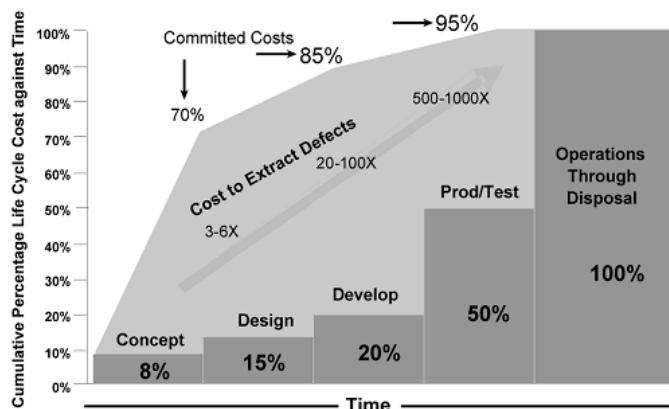 Cumulative Percentage Life Cycle Cost against Time
100%
90%
80%
70%
60%
50%
40%
30%
20%
10%
0%
Committed Costs
70%
85%
95%
Cost to Extract Defects
3-6X
20-100X
500-1000X
Concept
8%
Design
15%
Develop
20%
Prod/Test
50%
Operations
Through
Disposal
100%
Time